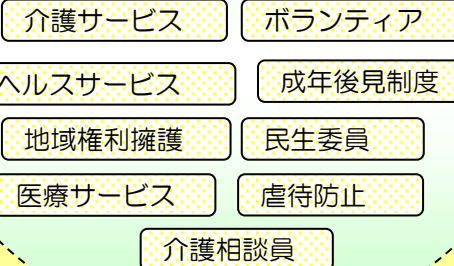 介護サービス
ボランティア
ヘルスサービス
成年後見制度
地域権利擁護
民生委員
医療サービス
虐待防止
介護相談員